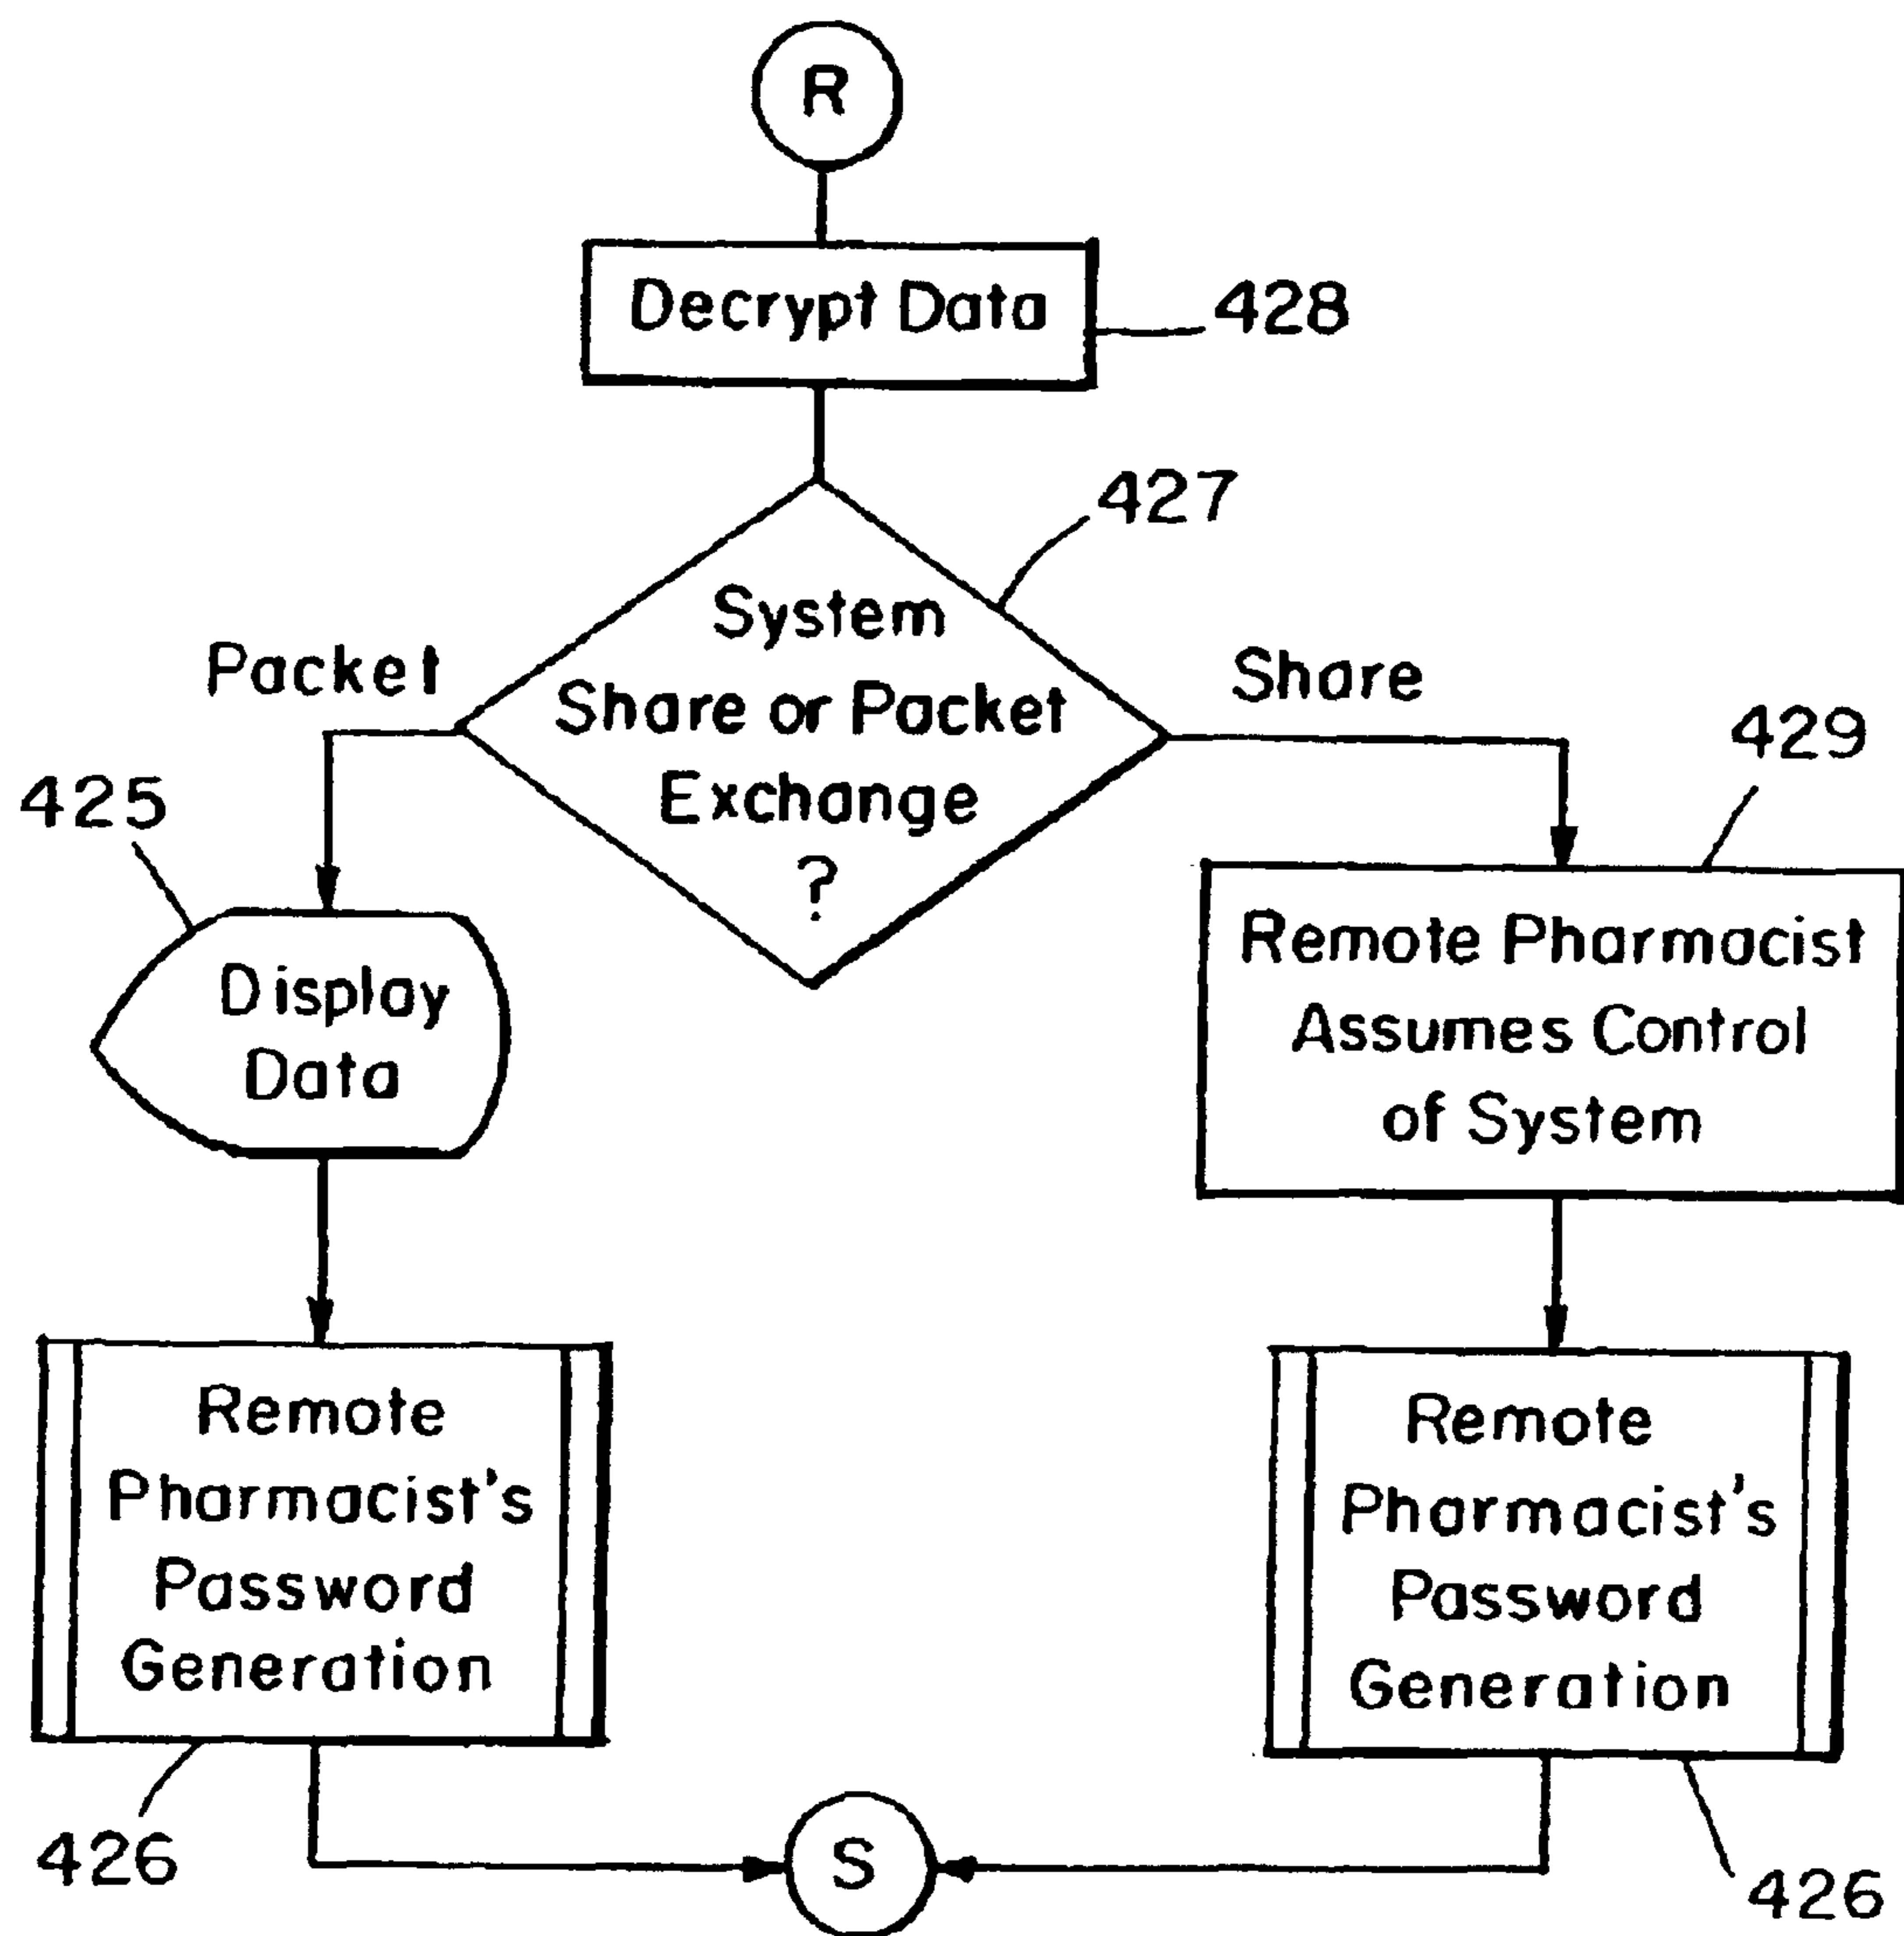 R
Decrypt Data
428
427
System
Share or Packet
Exchange
?
Packet
Share
429
425
Display
Data
Remote Pharmacist
Assumes Control
of System
Remote
Pharmacist's
Password
Generation
Remote
Pharmacist's
Password
Generation
426
S
426